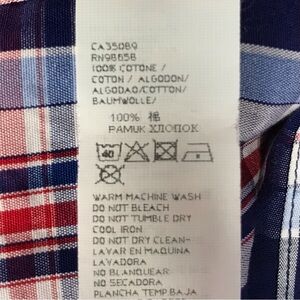 CA35089
RN98658
100% COTONE /
COTON / ALGODON/
ALGODAO/COTTON/
BAUMWOLLE/
100% 棉
PAMUK ХЛОПОК
40
WARM MACHINE WASH
DO NOT BLEACH
DO NOT TUMBLE DRY
COOL IRON
DO NOT DRY CLEAN-
LAVAR EN MAQUINA
LAVADORA
NO BLANQUEAR
NO SECADORA
PLANCHA TEMP.BAJA